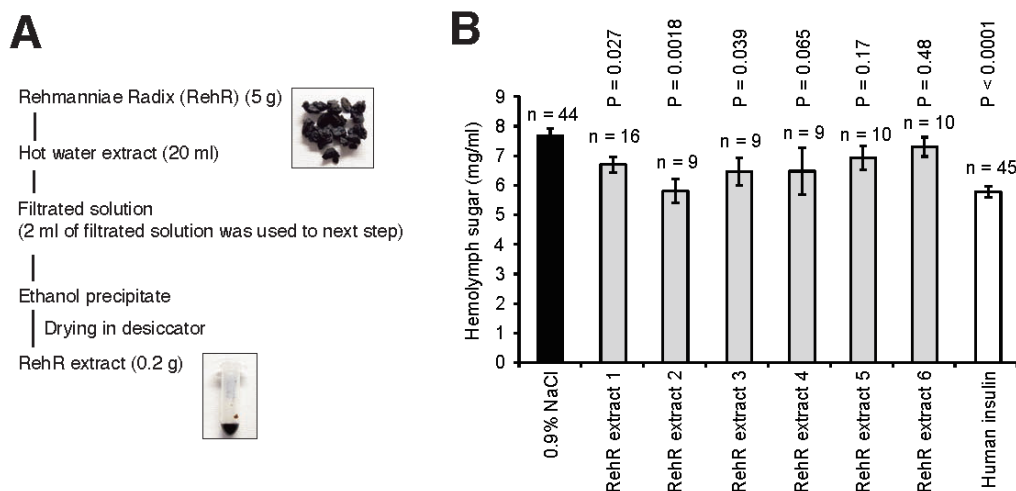 A
Rehmanniae Radix (RehR) (5 g)
Hot water extract (20 ml)
Filtrated solution
(2 ml of filtrated solution was used to next step)
Ethanol precipitate
Drying in desiccator
RehR extract (0.2 g)
B
P = 0.027
P = 0.0018
P = 0.039
P = 0.065
P = 0.17
P = 0.48
P < 0.0001
Hemolymph sugar (mg/ml)
9
8
7
6
5
4
3
2
1
0
n = 44
n = 16
n = 9
n = 9
n = 9
n = 10
n = 10
n = 45
0.9% NaCl
RehR extract 1
RehR extract 2
RehR extract 3
RehR extract 4
RehR extract 5
RehR extract 6
Human insulin